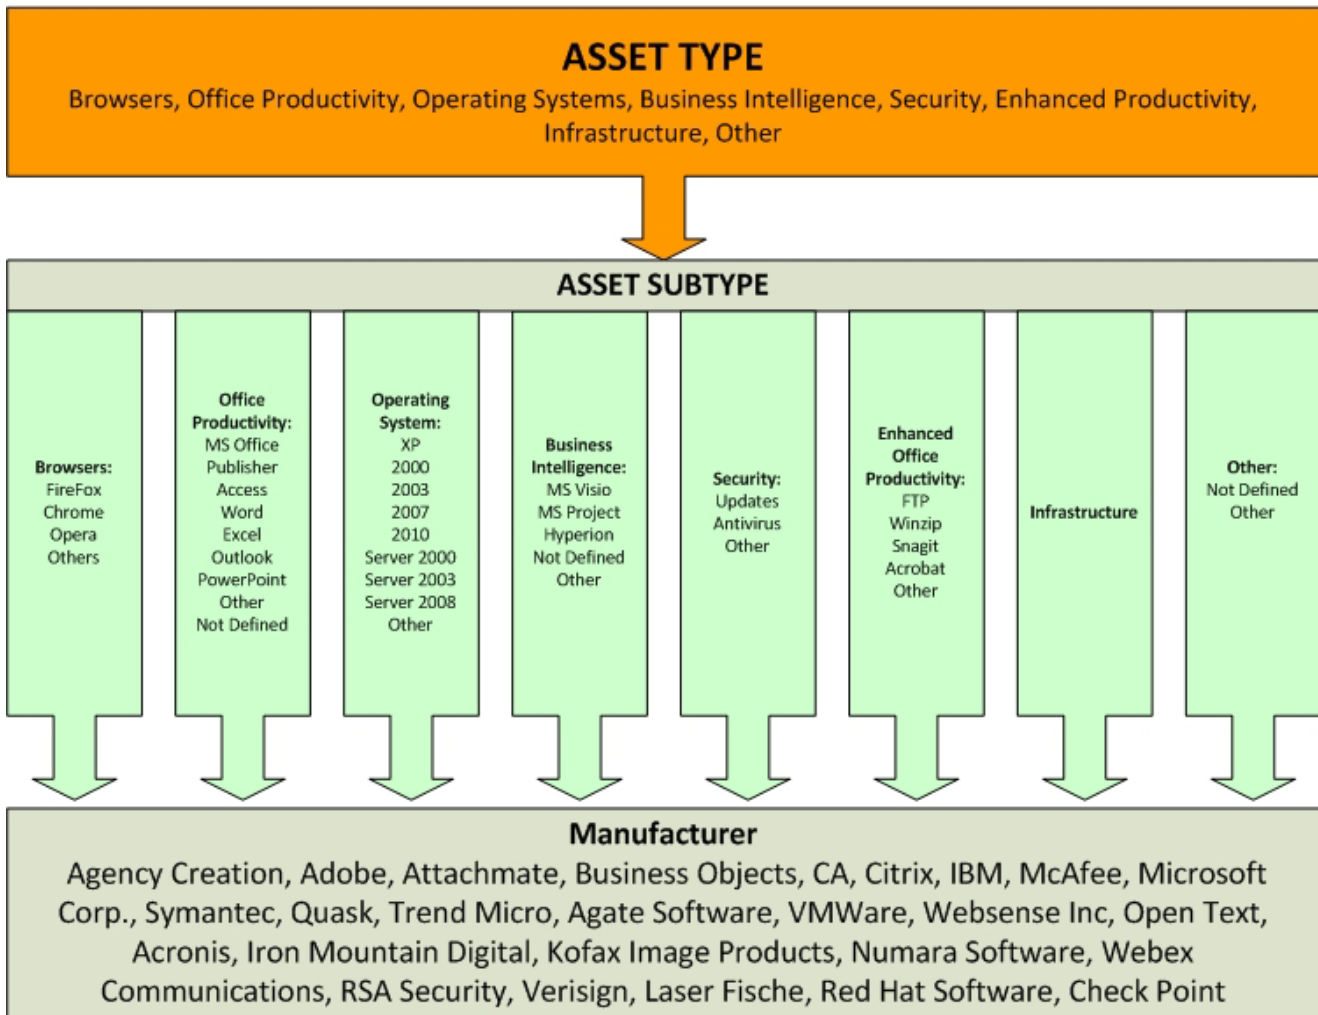 ASSET TYPE
Browsers, Office Productivity, Operating Systems, Business Intelligence, Security, Enhanced Productivity,
Infrastructure, Other
ASSET SUBTYPE
Browsers:
FireFox
Chrome
Opera
Others
Office
Productivity:
MS Office
Publisher
Access
Word
Excel
Outlook
PowerPoint
Other
Not Defined
Operating
System:
XP
2000
2003
2007
2010
Server 2000
Server 2003
Server 2008
Other
Business
Intelligence:
MS Visio
MS Project
Hyperion
Not Defined
Other
Security:
Updates
Antivirus
Other
Enhanced
Office
Productivity:
FTP
Winzip
Snagit
Acrobat
Other
Infrastructure
Other:
Not Defined
Other
Manufacturer
Agency Creation, Adobe, Attachmate, Business Objects, CA, Citrix, IBM, McAfee, Microsoft
Corp., Symantec, Quask, Trend Micro, Agate Software, VMWare, Websense Inc, Open Text,
Acronis, Iron Mountain Digital, Kofax Image Products, Numara Software, Webex
Communications, RSA Security, Verisign, Laser Fische, Red Hat Software, Check Point